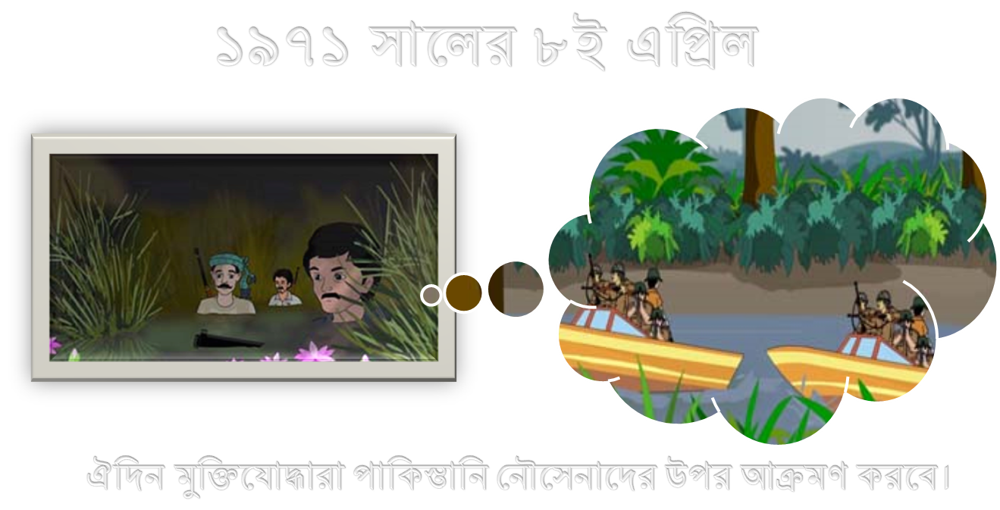 ১৯৭১ সালের ৮ই এপ্রিল
ঐদিন মুক্তিযোদ্ধারা পাকিস্তানি নৌসেনাদের উপর আক্রমণ করবে।